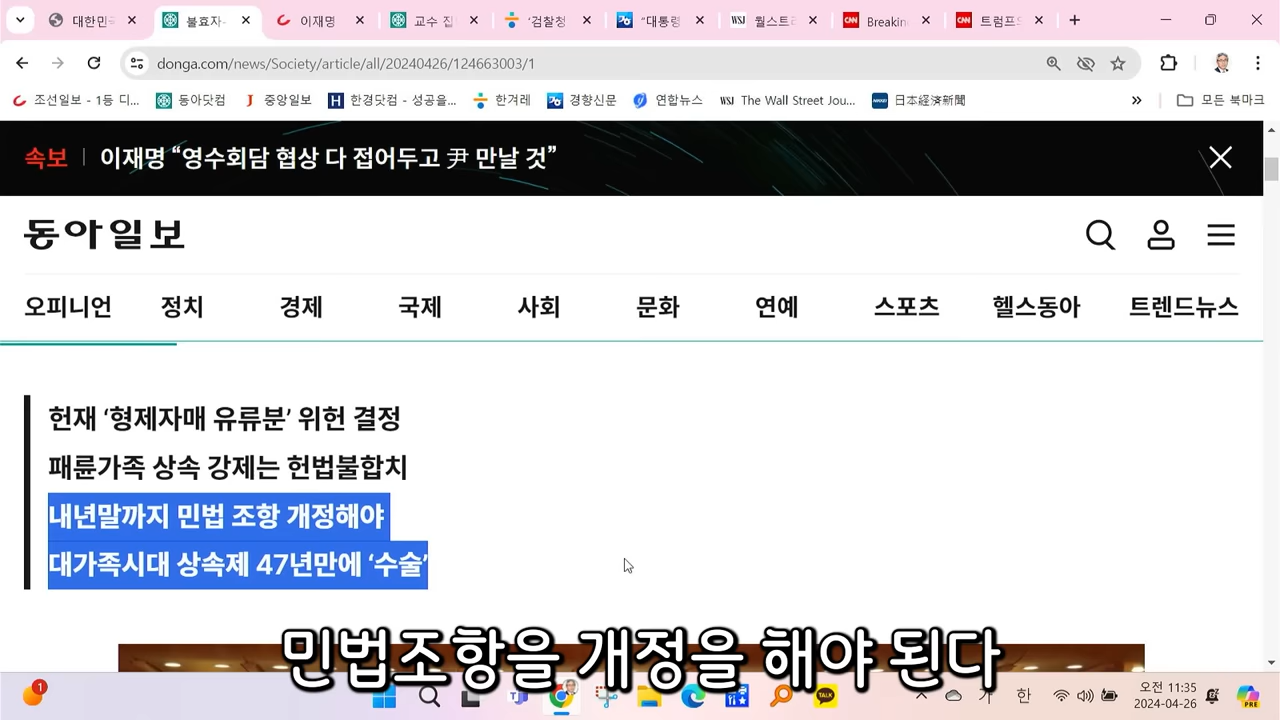 대한민국
불효자-
이재명
교수 집
'검찰청
"대통령
월스트리
Breakin
트럼프의
donga.com/news/Society/article/all/20240426/124663003/1
조선일보 - 1등 디...
동아닷컴
중앙일보
한경닷컴 - 성공을...
한겨레
경향신문
연합뉴스
The Wall Street Jou...
日本経済新聞
모든 북마크
속보 | 이재명 “영수회담 협상 다 접어두고 尹 만날 것”
동아일보
오피니언 정치 경제 국제 사회 문화 연예 스포츠 헬스동아 트렌드뉴스
헌재 ‘형제자매 유류분’ 위헌 결정
패륜가족 상속 강제는 헌법불합치
내년말까지 민법 조항 개정해야
대가족시대 상속제 47년만에 ‘수술’
민법조항을 개정을 해야 된다
1
가
한
오전 11:35
2024-04-26